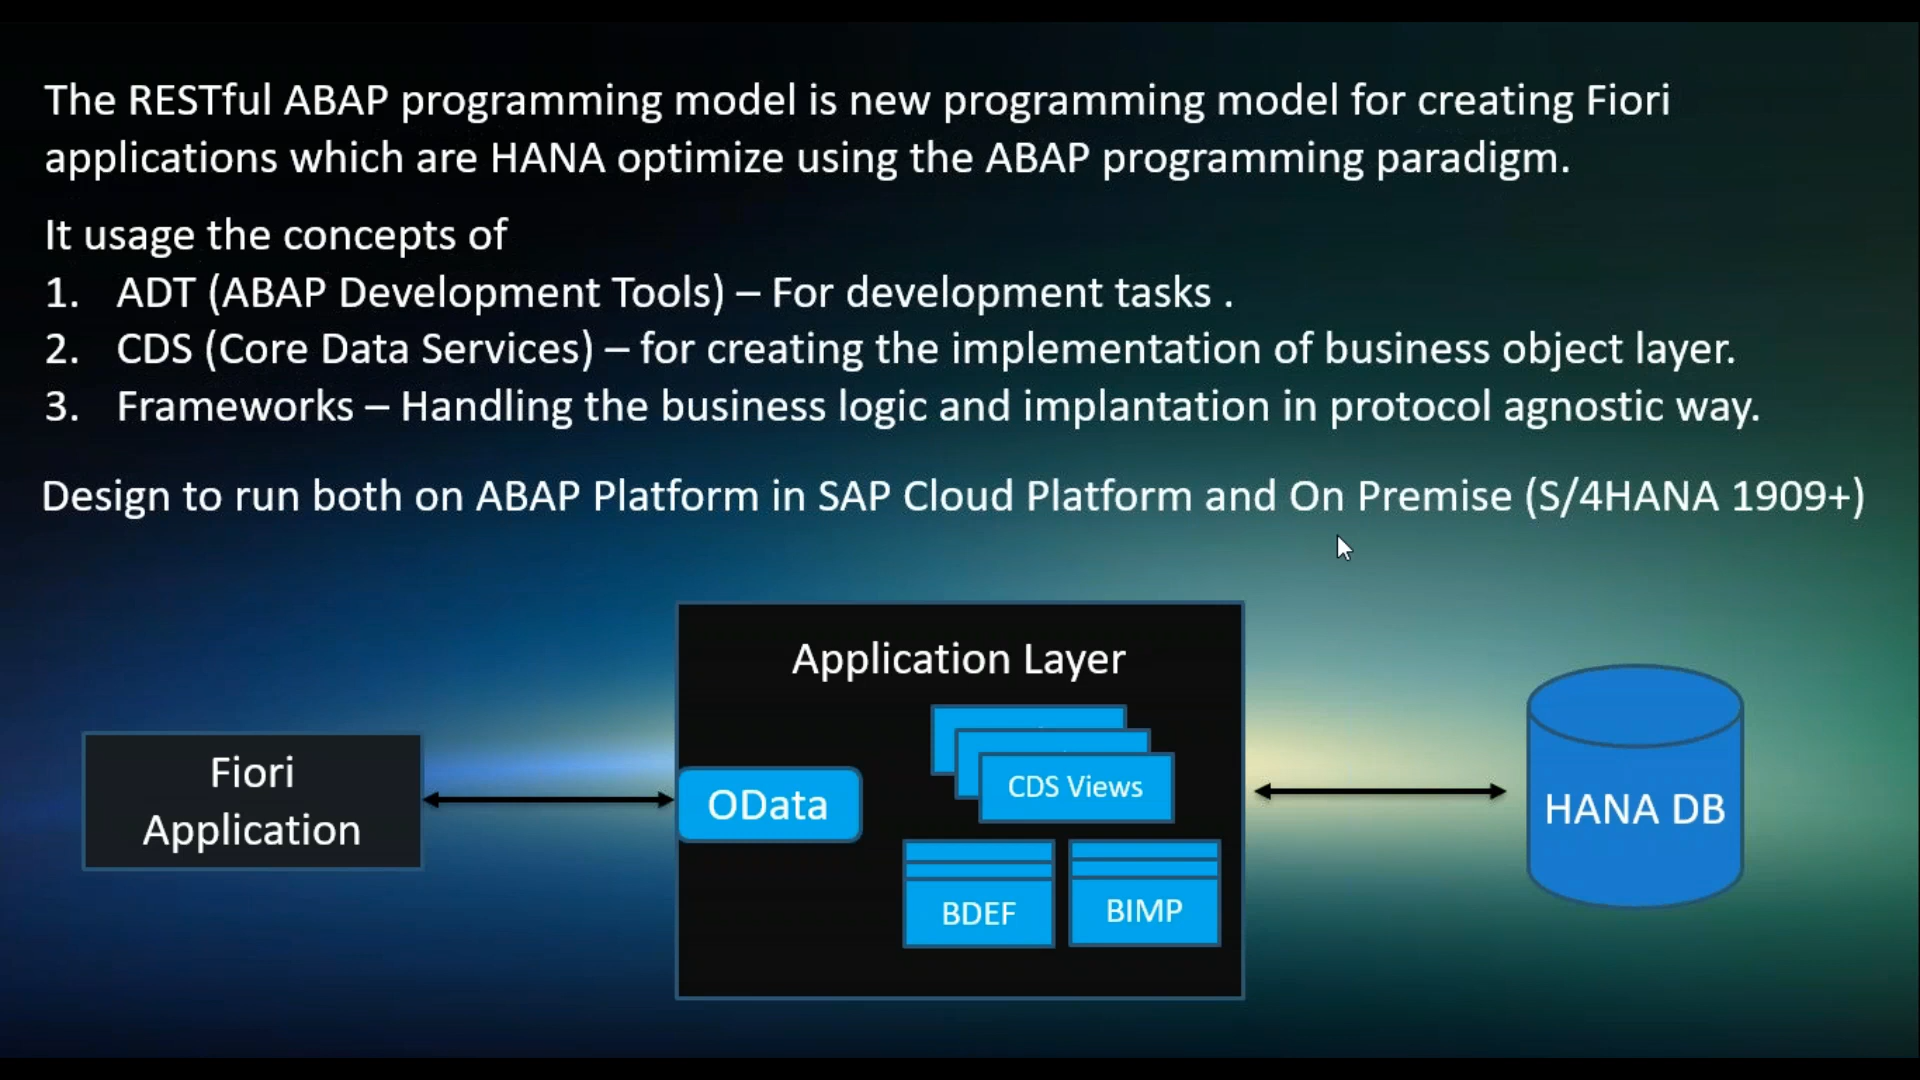 The RESTful ABAP programming model is new programming model for creating Fiori
applications which are HANA optimize using the ABAP programming paradigm.
It usage the concepts of
1. ADT (ABAP Development Tools) – For development tasks .
2. CDS (Core Data Services) – for creating the implementation of business object layer.
3. Frameworks – Handling the business logic and implantation in protocol agnostic way.
Design to run both on ABAP Platform in SAP Cloud Platform and On Premise (S/4HANA 1909+)
Fiori
Application
Application Layer
OData
CDS Views
BDEF
BIMP
HANA DB